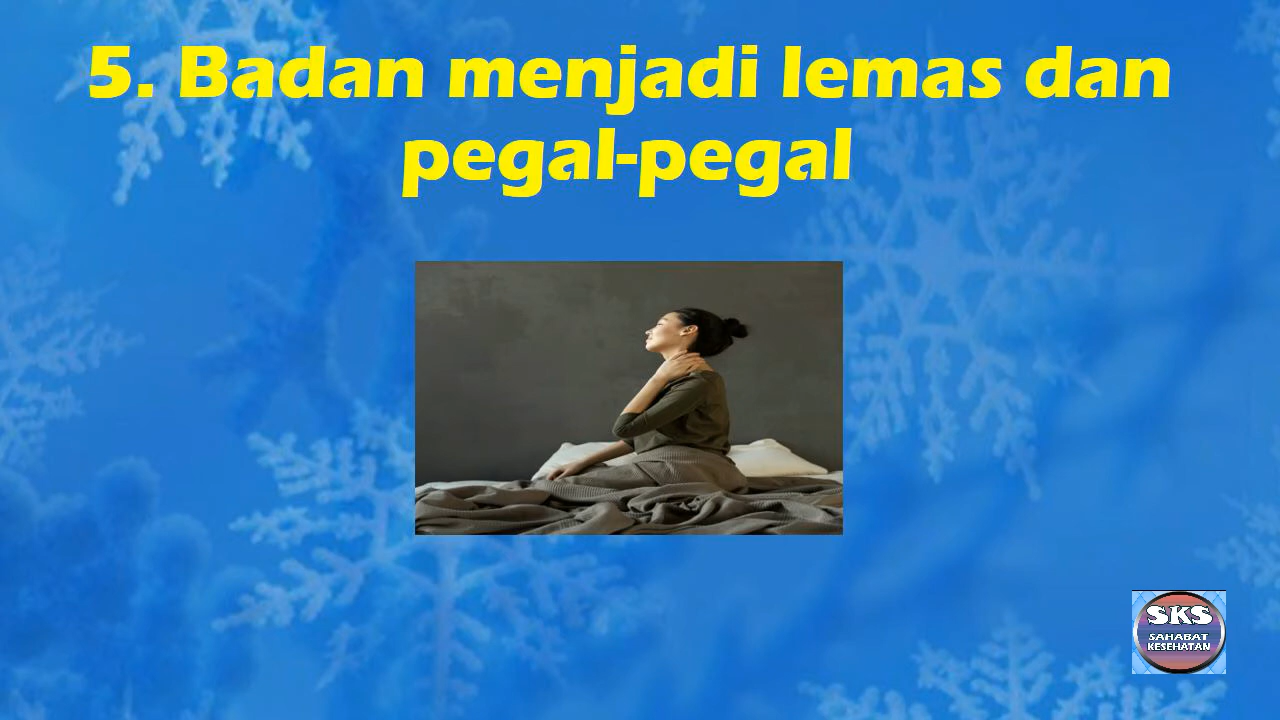 5. Badan menjadi lemas dan
pegal-pegal
SKS
SAHABAT
KESEHATAN